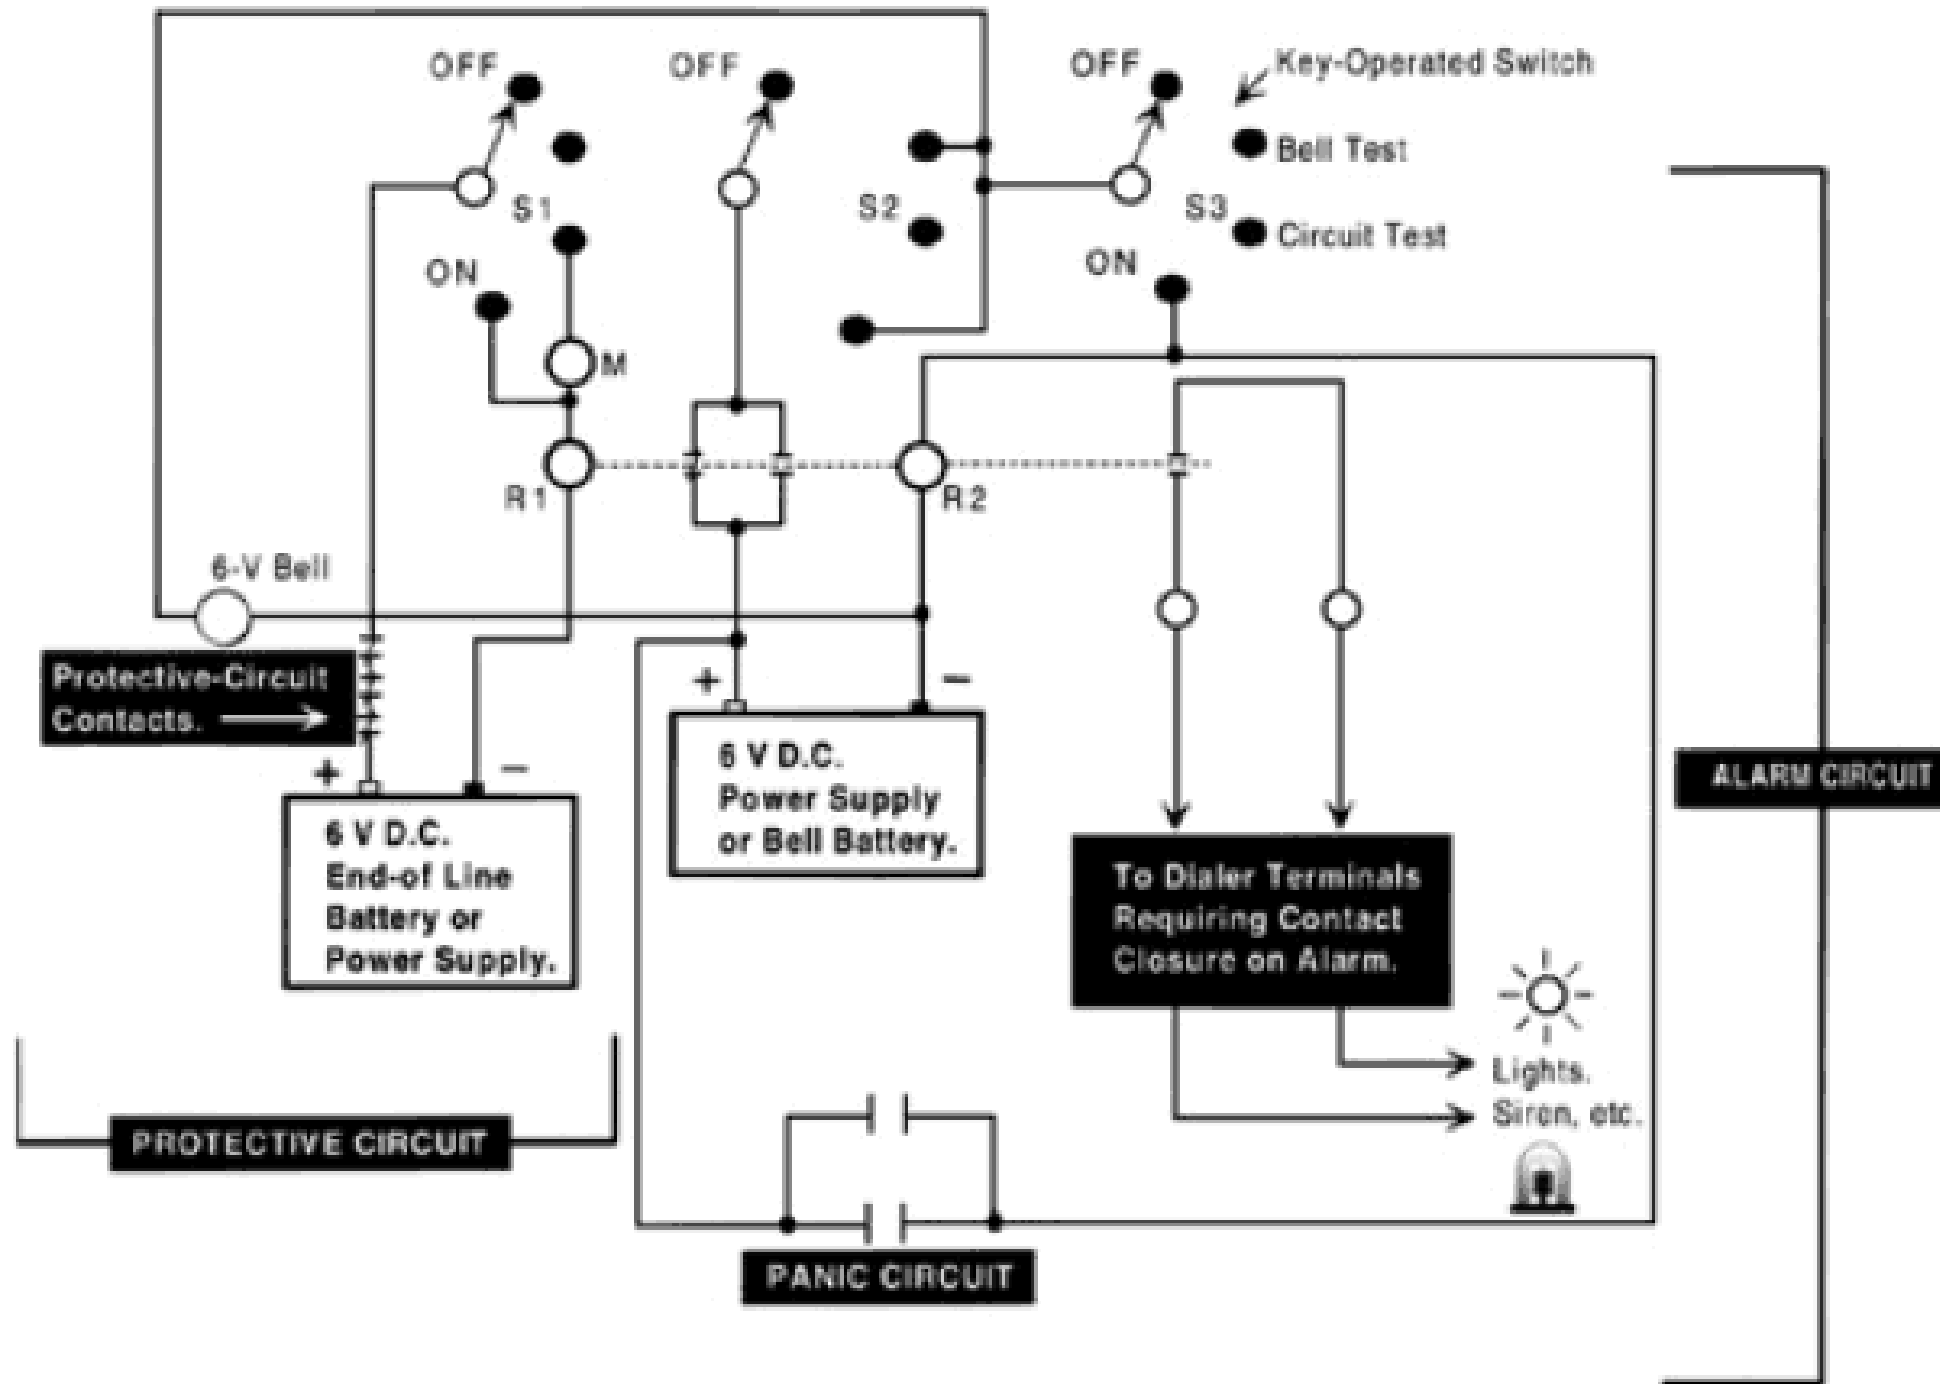 OFF
OFF
OFF
Key-Operated Switch
Bell Test
S1
S2
S3
Circuit Test
ON
ON
M
R1
R2
6-V Bell
Protective-Circuit
Contacts.
+
-
+
-
6 V D.C.
Power Supply
or Bell Battery.
6 V D.C.
End-of Line
Battery or
Power Supply.
ALARM CIRCUIT
To Dialer Terminals
Requiring Contact
Closure on Alarm.
Lights.
Siren, etc.
PROTECTIVE CIRCUIT
PANIC CIRCUIT